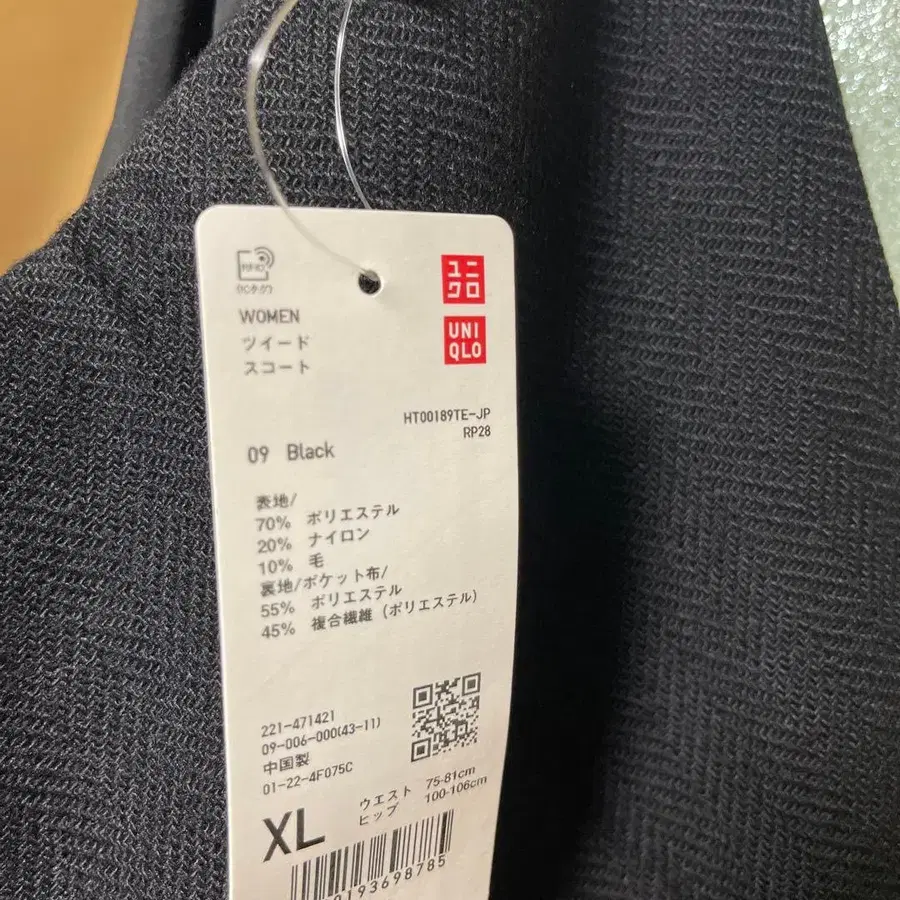 RFID
ユニ
クロ
UNI
QLO
WOMEN
ツイード
スコート
HT00189TE-JP
RP28
09 Black
表地/
70% ポリエステル
20% ナイロン
10% 毛
裏地/ポケット布/
55% ポリエステル
45% 複合繊維 (ポリエステル)
221-471421
09-006-000(43-11)
中国製
01-22-4F075C
XL
ウエスト 75-81cm
ヒップ 100-106cm